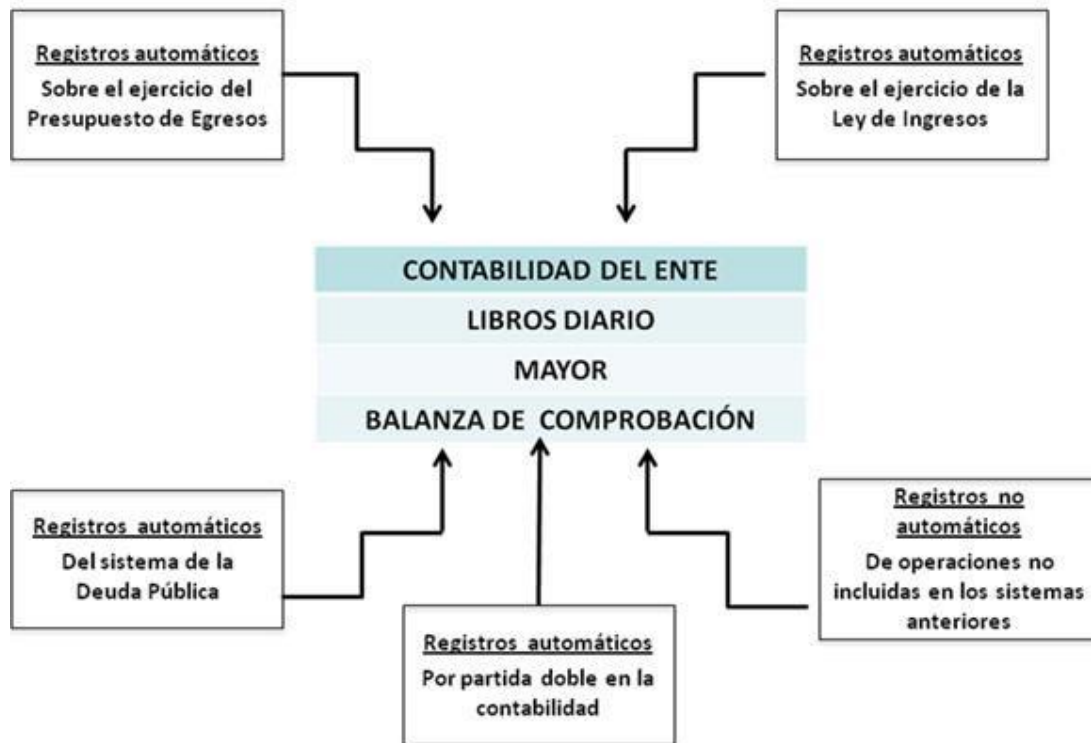 Registros automáticos
Sobre el ejercicio del
Presupuesto de Egresos
Registros automáticos
Sobre el ejercicio de la
Ley de Ingresos
CONTABILIDAD DEL ENTE
LIBROS DIARIO
MAYOR
BALANZA DE COMPROBACIÓN
Registros automáticos
Del sistema de la
Deuda Pública
Registros automáticos
Por partida doble en la
contabilidad
Registros no
automáticos
De operaciones no
incluidas en los sistemas
anteriores